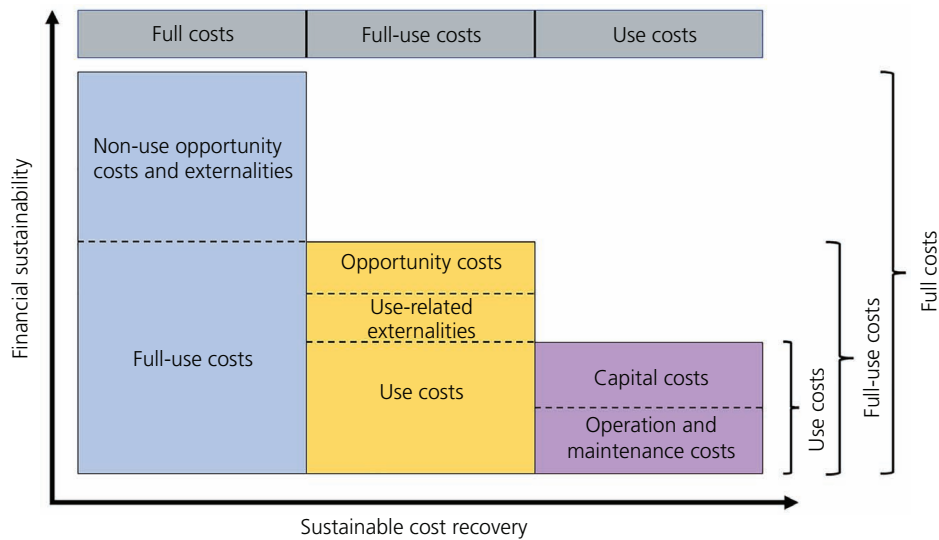 Full costs
Full-use costs
Use costs
Non-use opportunity
costs and externalities
Full-use costs
Opportunity costs
Use-related
externalities
Use costs
Capital costs
Operation and
maintenance costs
Use costs
Full-use costs
Full costs
Financial sustainability
Sustainable cost recovery